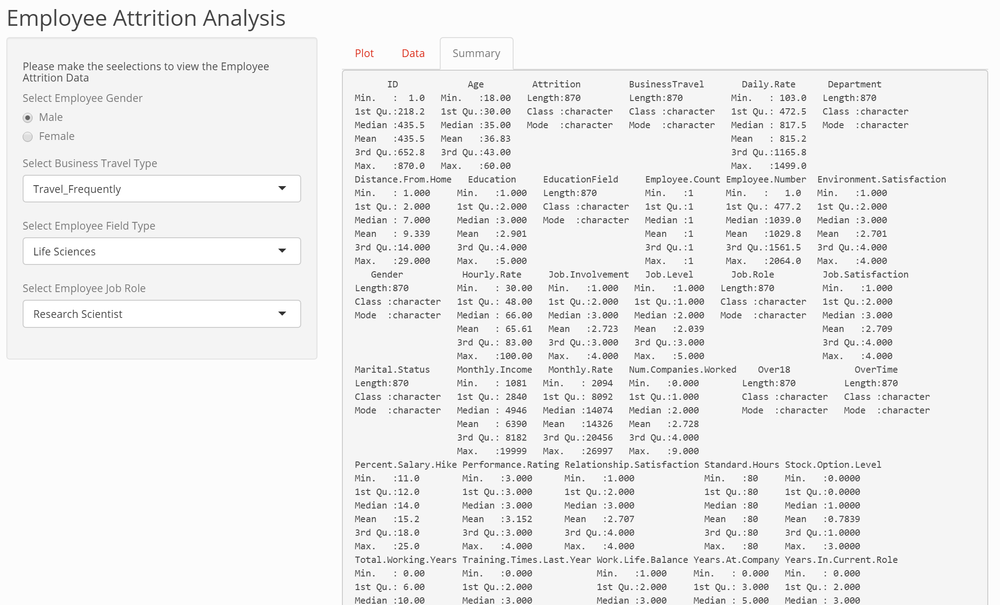 Employee Attrition Analysis
Please make the seelections to view the Employee
Attrition Data
Select Employee Gender
Male
Female
Select Business Travel Type
Travel_Frequently
Select Employee Field Type
Life Sciences
Select Employee Job Role
Research Scientist
Plot Data Summary
ID Age Attrition BusinessTravel Daily.Rate Department
Min. : 1.0 Min. :18.00 Length:870 Length:870 Min. : 103.0 Length:870
1st Qu.:218.2 1st Qu.:30.00 Class :character Class :character 1st Qu.: 472.5 Class :character
Median :435.5 Median :35.00 Mode :character Mode :character Median : 817.5 Mode :character
Mean :435.5 Mean :36.83 Mean : 815.2
3rd Qu.:652.8 3rd Qu.:43.00 3rd Qu.:1165.8
Max. :870.0 Max. :60.00 Max. :1499.0
Distance.From.Home Education EducationField Employee.Count Employee.Number Environment.Satisfaction
Min. : 1.000 Min. :1.000 Length:870 Min. :1 Min. : 1.0 Min. :1.000
1st Qu.: 2.000 1st Qu.:2.000 Class :character 1st Qu.:1 1st Qu.: 477.2 1st Qu.:2.000
Median : 7.000 Median :3.000 Mode :character Median :1 Median :1039.0 Median :3.000
Mean : 9.339 Mean :2.901 Mean :1 Mean :1029.8 Mean :2.701
3rd Qu.:14.000 3rd Qu.:4.000 3rd Qu.:1 3rd Qu.:1561.5 3rd Qu.:4.000
Max. :29.000 Max. :5.000 Max. :1 Max. :2064.0 Max. :4.000
Gender Hourly.Rate Job.Involvement Job.Level Job.Role Job.Satisfaction
Length:870 Min. : 30.00 Min. :1.000 Min. :1.000 Length:870 Min. :1.000
Class :character 1st Qu.: 48.00 1st Qu.:2.000 1st Qu.:1.000 Class :character 1st Qu.:2.000
Mode :character Median : 66.00 Median :3.000 Median :2.000 Mode :character Median :3.000
Mean : 65.61 Mean :2.723 Mean :2.039 Mean :2.709
3rd Qu.: 83.00 3rd Qu.:3.000 3rd Qu.:3.000 3rd Qu.:4.000
Max. :100.00 Max. :4.000 Max. :5.000 Max. :4.000
Marital.Status Monthly.Income Monthly.Rate Num.Companies.Worked Over18 OverTime
Length:870 Min. : 1081 Min. : 2094 Min. :0.000 Length:870 Length:870
Class :character 1st Qu.: 2840 1st Qu.: 8092 1st Qu.:1.000 Class :character Class :character
Mode :character Median : 4946 Median :14074 Median :2.000 Mode :character Mode :character
Mean : 6390 Mean :14326 Mean :2.728
3rd Qu.: 8182 3rd Qu.:20456 3rd Qu.:4.000
Max. :19999 Max. :26997 Max. :9.000
Percent.Salary.Hike Performance.Rating Relationship.Satisfaction Standard.Hours Stock.Option.Level
Min. :11.0 Min. :3.000 Min. :1.000 Min. :80 Min. :0.0000
1st Qu.:12.0 1st Qu.:3.000 1st Qu.:2.000 1st Qu.:80 1st Qu.:0.0000
Median :14.0 Median :3.000 Median :3.000 Median :80 Median :1.0000
Mean :15.2 Mean :3.152 Mean :2.707 Mean :80 Mean :0.7839
3rd Qu.:18.0 3rd Qu.:3.000 3rd Qu.:4.000 3rd Qu.:80 3rd Qu.:1.0000
Max. :25.0 Max. :4.000 Max. :4.000 Max. :80 Max. :3.0000
Total.Working.Years Training.Times.Last.Year Work.Life.Balance Years.At.Company Years.In.Current.Role
Min. : 0.00 Min. :0.000 Min. :1.000 Min. : 0.000 Min. : 0.000
1st Qu.: 6.00 1st Qu.:2.000 1st Qu.:2.000 1st Qu.: 3.000 1st Qu.: 2.000
Median :10.00 Median :3.000 Median :3.000 Median : 5.000 Median : 3.000